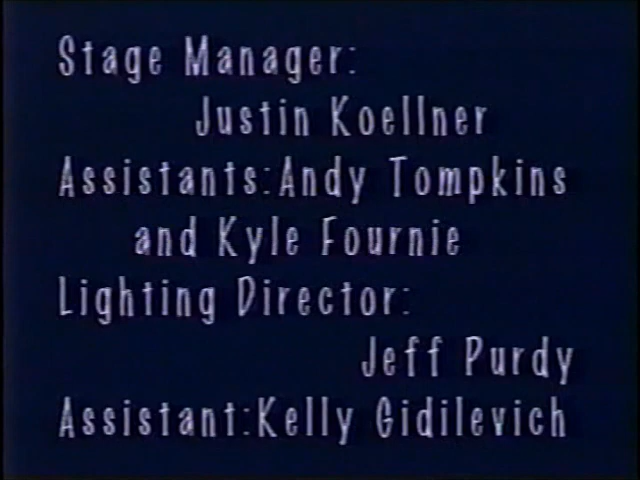 Stage Manager:
Justin Koellner
Assistants:Andy Tompkins
and Kyle Fournie
Lighting Director:
Jeff Purdy
Assistant:Kelly Gidilevich